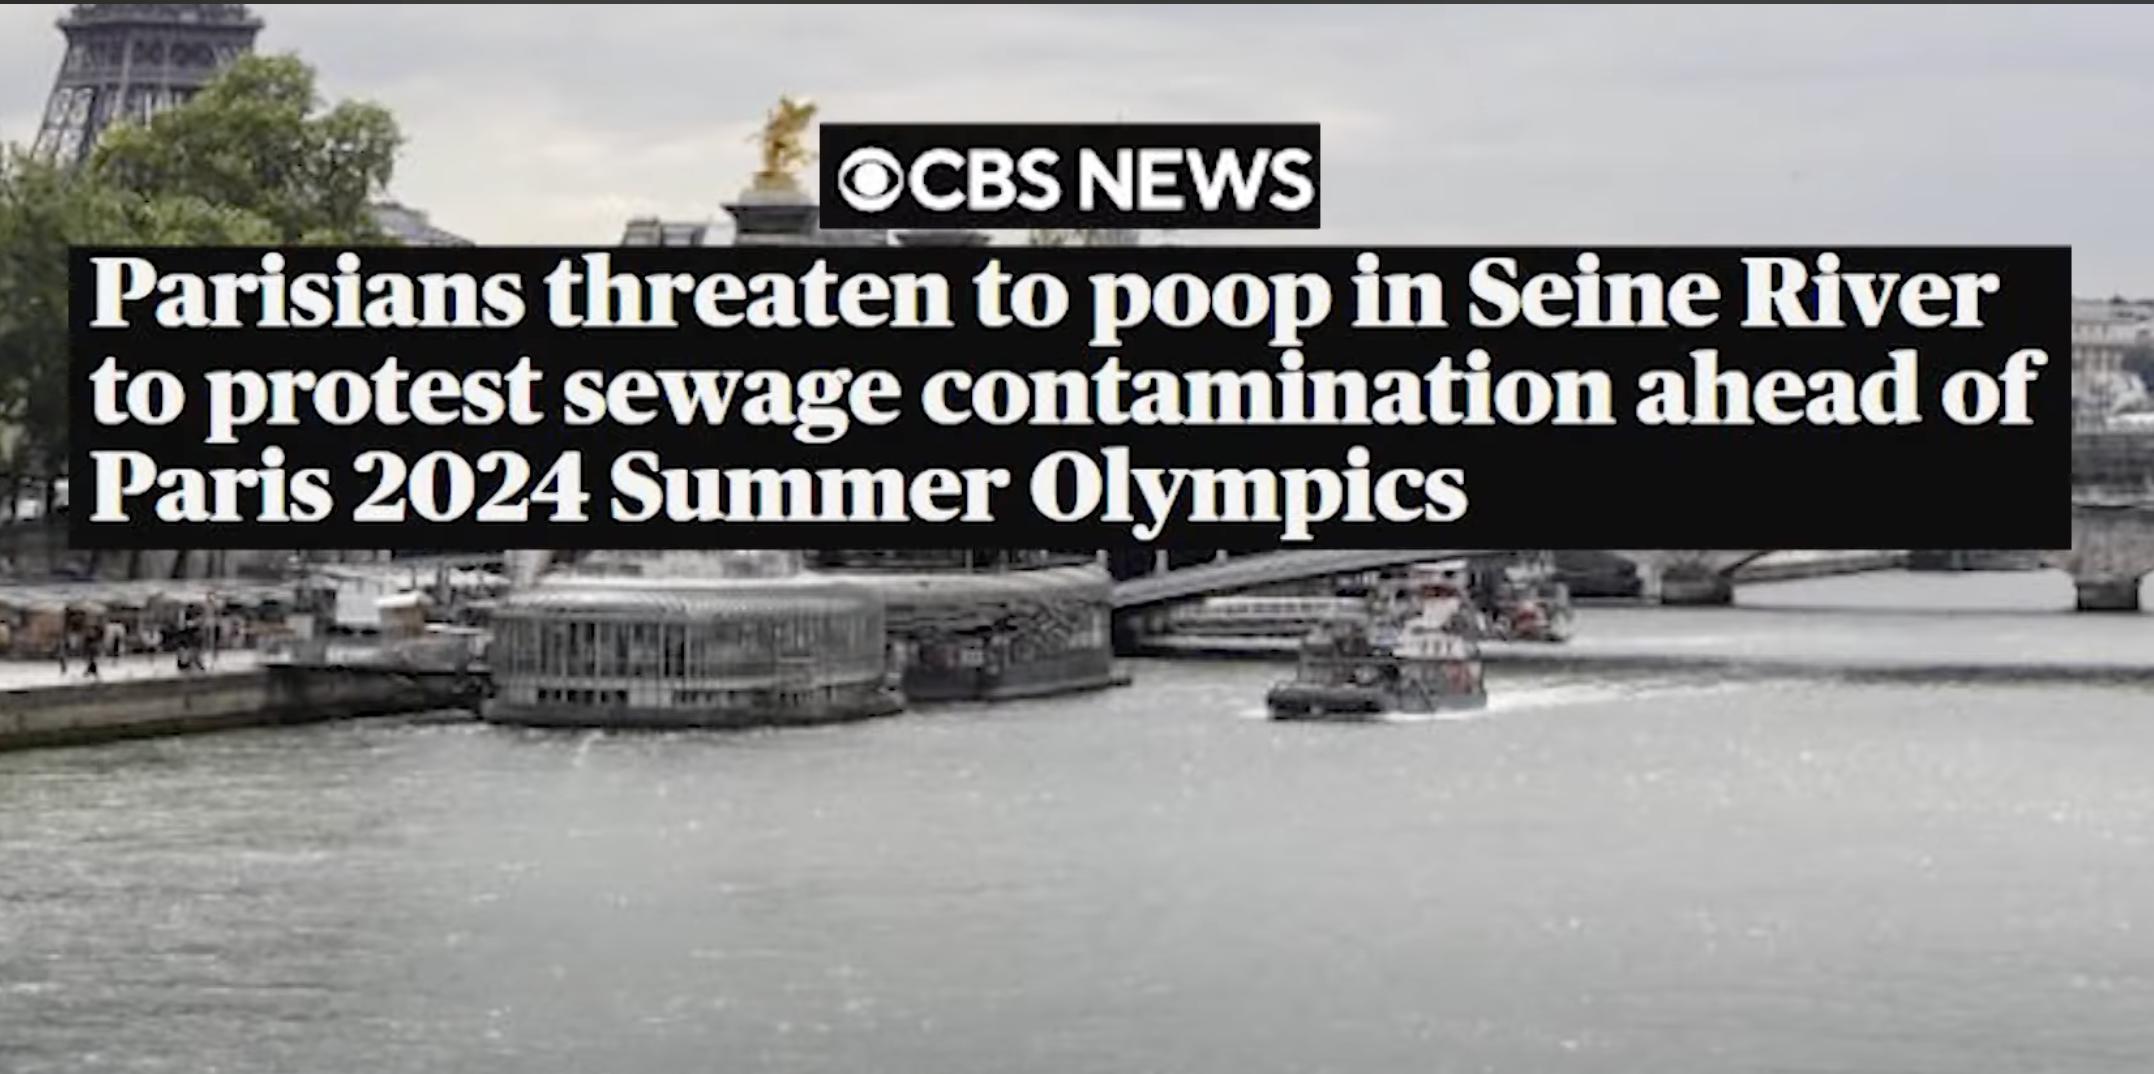 CBS NEWS
Parisians threaten to poop in Seine River
to protest sewage contamination ahead of
Paris 2024 Summer Olympics